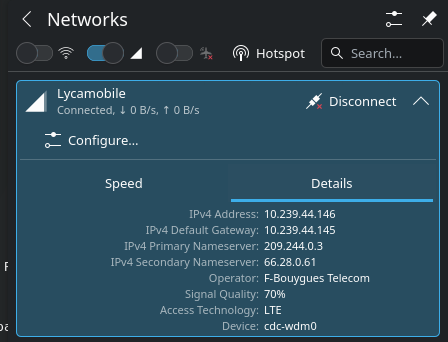 Networks
Hotspot
Search...
Lycamobile
Connected, ↓ 0 B/s, ↑ 0 B/s
Disconnect
Configure...
Speed
Details
IPv4 Address: 10.239.44.146
IPv4 Default Gateway: 10.239.44.145
IPv4 Primary Nameserver: 209.244.0.3
IPv4 Secondary Nameserver: 66.28.0.61
Operator: F-Bouygues Telecom
Signal Quality: 70%
Access Technology: LTE
Device: cdc-wdm0